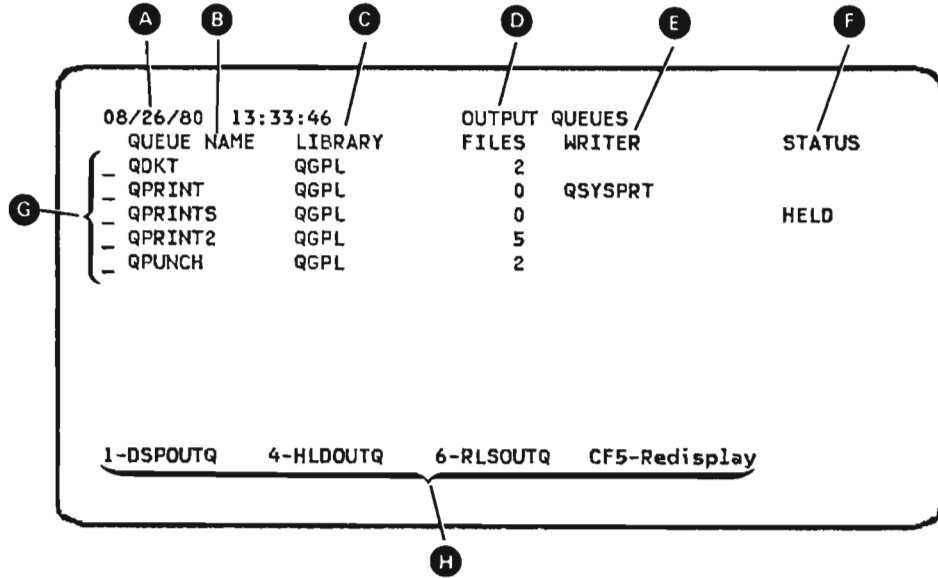 A B C D E F
08/26/80 13:33:46 OUTPUT QUEUES
QUEUE NAME LIBRARY FILES WRITER STATUS
_ QDKT QGPL 2
_ QPRINT QGPL 0 QSYSPRT
_ QPRINTS QGPL 0 HELD
_ QPRINT2 QGPL 5
_ QPUNCH QGPL 2
G
1-DSPOUTQ 4-HLDOUTQ 6-RLSOUTQ CF5-Redisplay
H